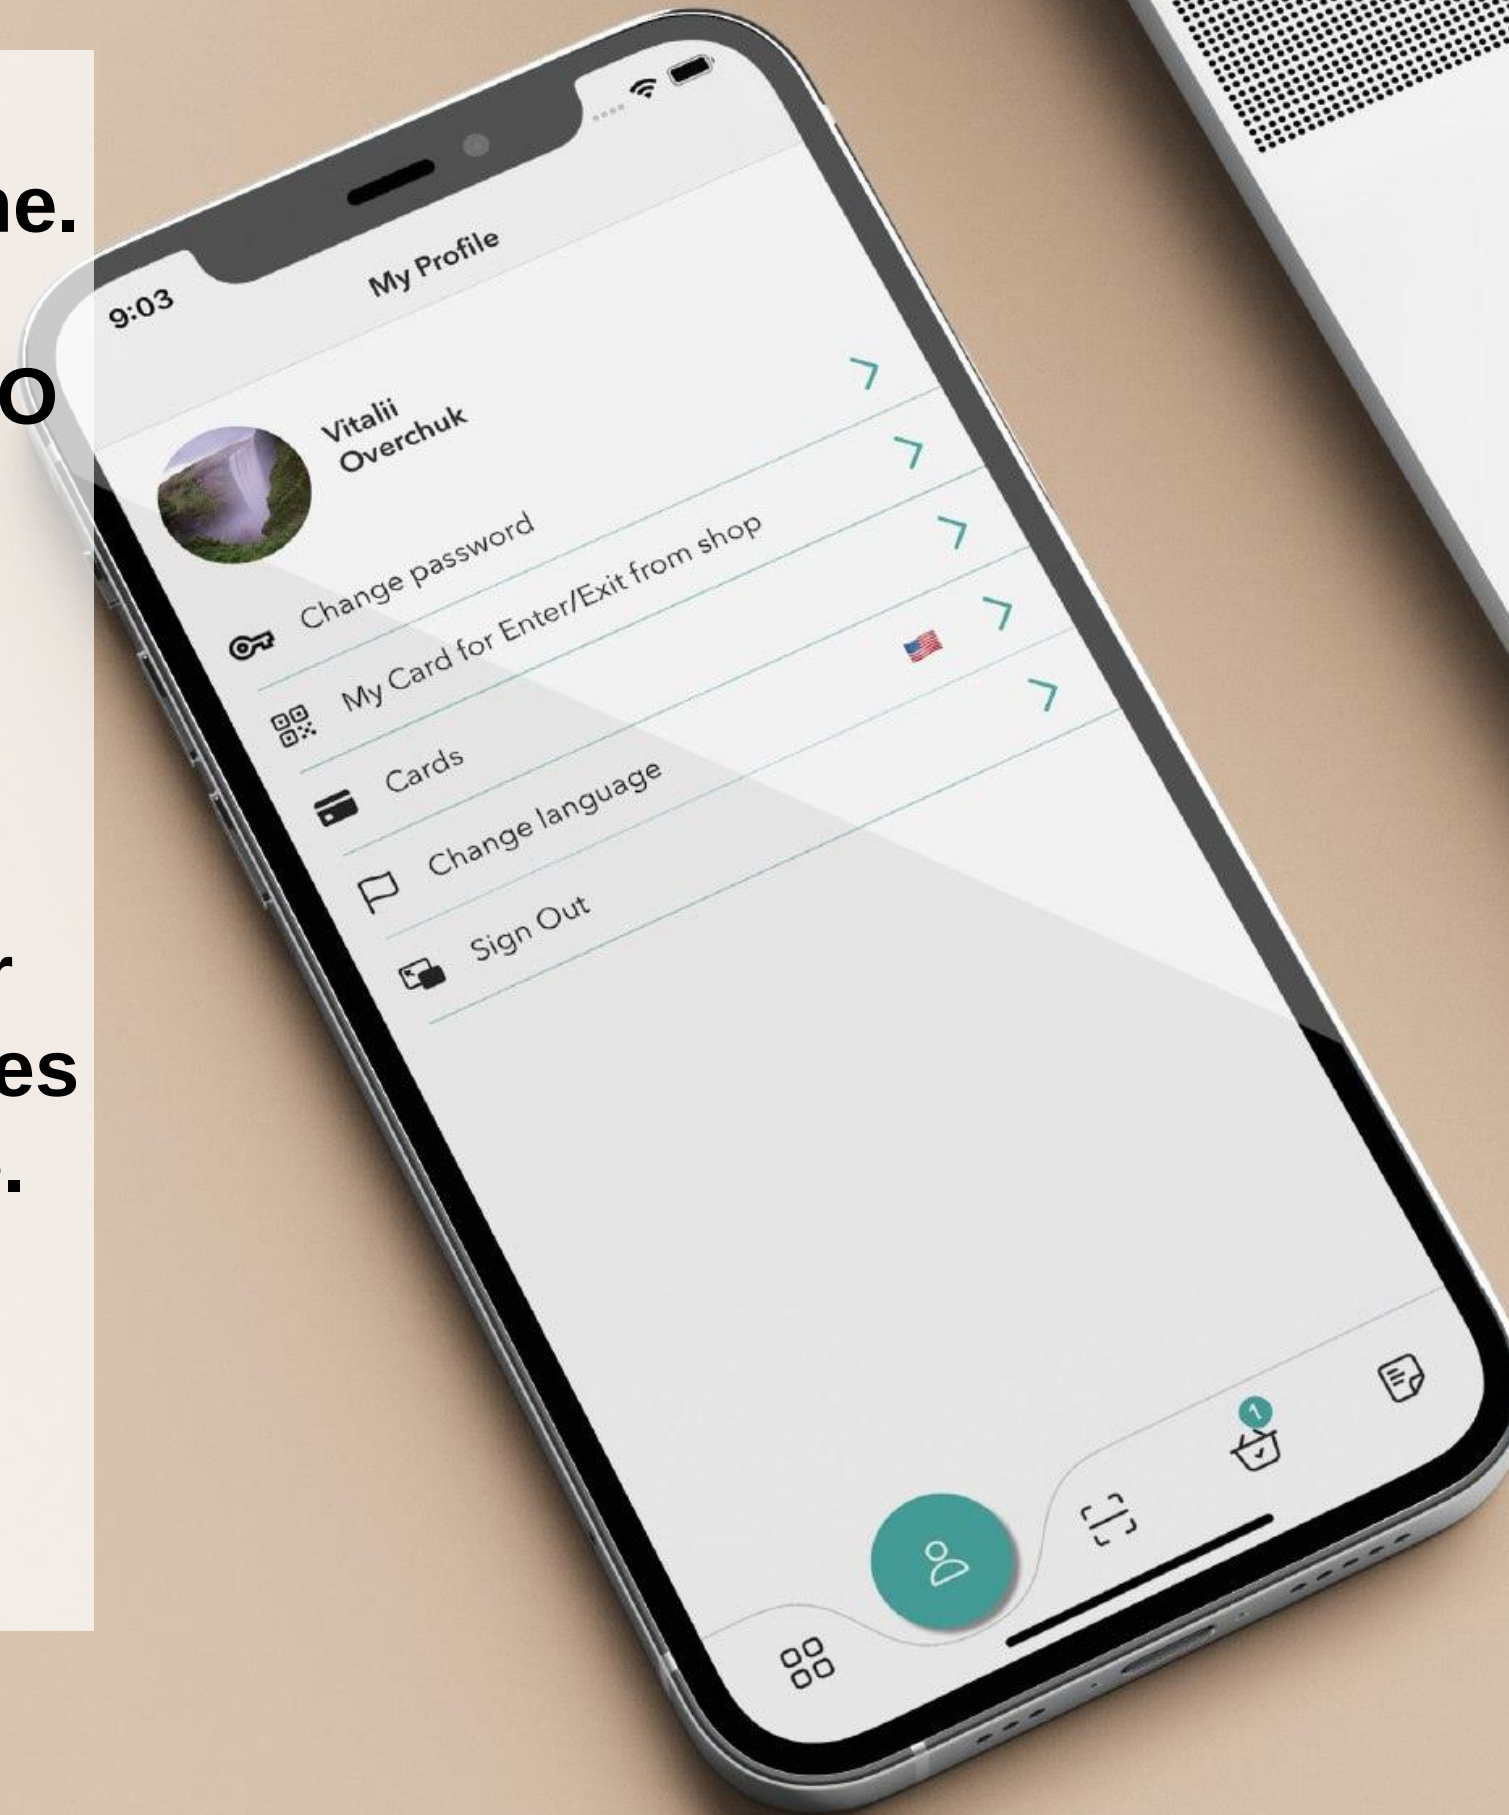 9:03
My Profile
Vitalii
Overchuk
Change password
My Card for Enter/Exit from shop
Cards
Change language
Sign Out
1
O
es